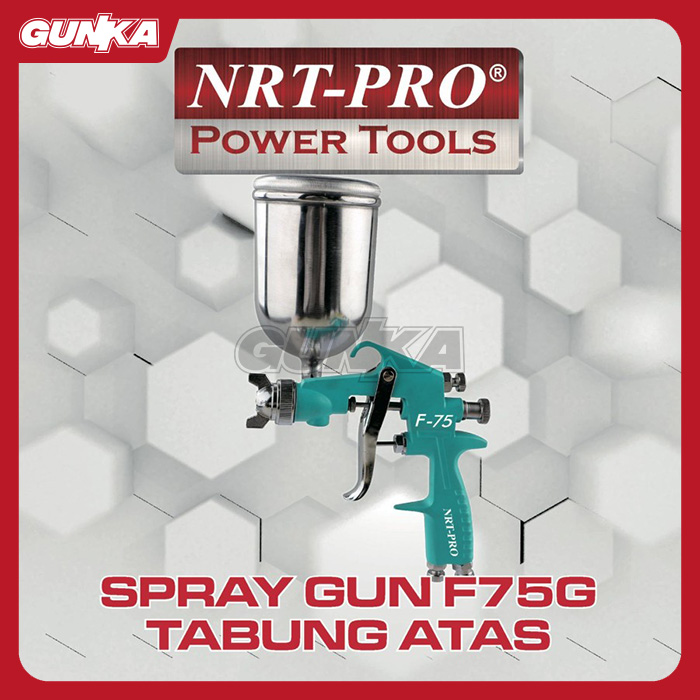 GUNKA
NRT-PRO®
POWER TOOLS
GUNKA
F-75
NRT-PRO
SPRAY GUN F75G
TABUNG ATAS